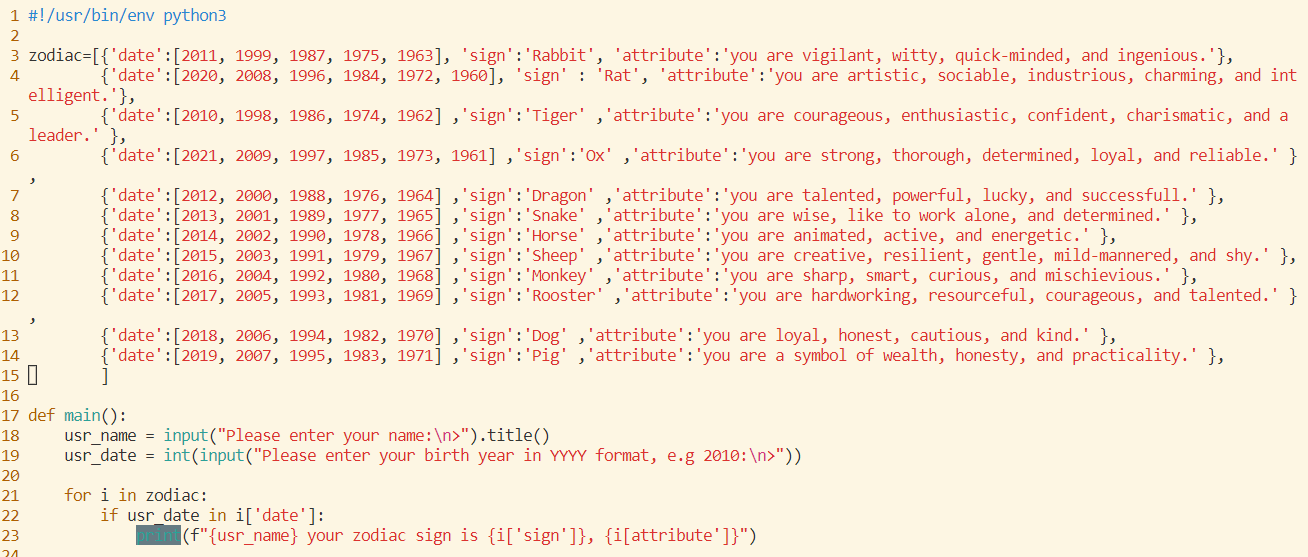 1 #!/usr/bin/env python3
2
3 zodiac=[{'date':[2011, 1999, 1987, 1975, 1963], 'sign':'Rabbit', 'attribute':'you are vigilant, witty, quick-minded, and ingenious.'},
4         {'date':[2020, 2008, 1996, 1984, 1972, 1960], 'sign' : 'Rat', 'attribute':'you are artistic, sociable, industrious, charming, and int
elligent.'},
5         {'date':[2010, 1998, 1986, 1974, 1962] ,'sign':'Tiger' ,'attribute':'you are courageous, enthusiastic, confident, charismatic, and a
leader.' },
6         {'date':[2021, 2009, 1997, 1985, 1973, 1961] ,'sign':'Ox' ,'attribute':'you are strong, thorough, determined, loyal, and reliable.' }
,
7         {'date':[2012, 2000, 1988, 1976, 1964] ,'sign':'Dragon' ,'attribute':'you are talented, powerful, lucky, and successfull.' },
8         {'date':[2013, 2001, 1989, 1977, 1965] ,'sign':'Snake' ,'attribute':'you are wise, like to work alone, and determined.' },
9         {'date':[2014, 2002, 1990, 1978, 1966] ,'sign':'Horse' ,'attribute':'you are animated, active, and energetic.' },
10         {'date':[2015, 2003, 1991, 1979, 1967] ,'sign':'Sheep' ,'attribute':'you are creative, resilient, gentle, mild-mannered, and shy.' },
11         {'date':[2016, 2004, 1992, 1980, 1968] ,'sign':'Monkey' ,'attribute':'you are sharp, smart, curious, and mischievious.' },
12         {'date':[2017, 2005, 1993, 1981, 1969] ,'sign':'Rooster' ,'attribute':'you are hardworking, resourceful, courageous, and talented.' }
,
13         {'date':[2018, 2006, 1994, 1982, 1970] ,'sign':'Dog' ,'attribute':'you are loyal, honest, cautious, and kind.' },
14         {'date':[2019, 2007, 1995, 1983, 1971] ,'sign':'Pig' ,'attribute':'you are a symbol of wealth, honesty, and practicality.' },
15         ]
16
17 def main():
18     usr_name = input("Please enter your name:\n>").title()
19     usr_date = int(input("Please enter your birth year in YYYY format, e.g 2010:\n>"))
20
21     for i in zodiac:
22         if usr_date in i['date']:
23             print(f"{usr_name} your zodiac sign is {i['sign']}, {i[attribute']}")
24